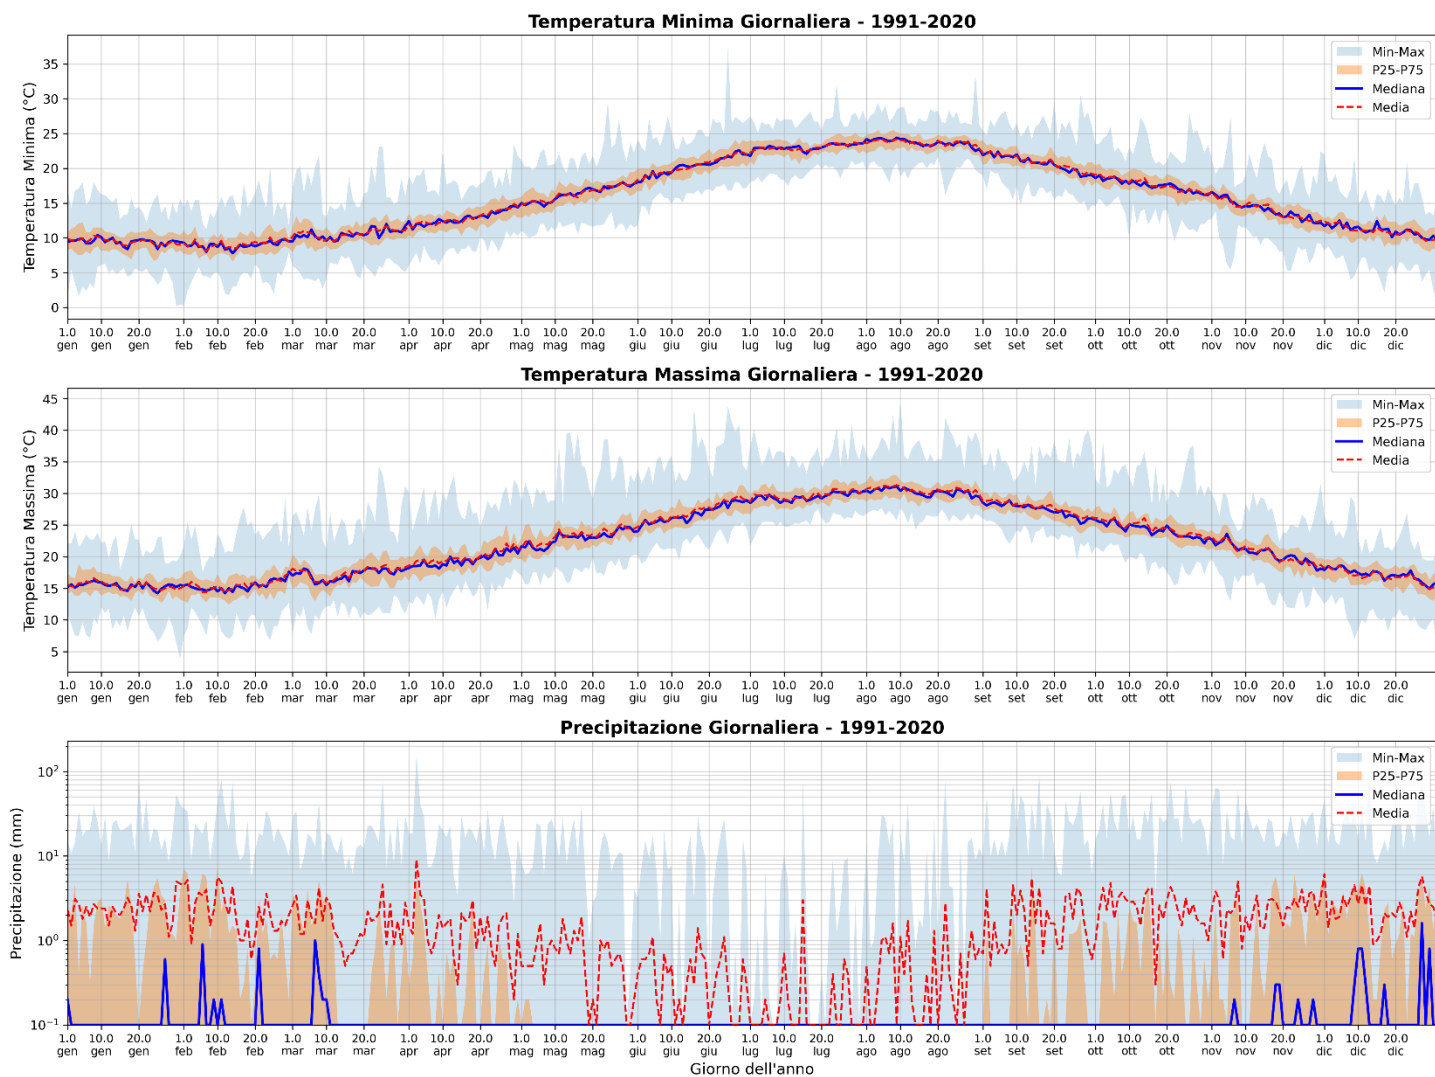 Temperatura Minima Giornaliera - 1991-2020
Temperatura Minima (°C)
35
30
25
20
15
10
5
0
Min-Max
P25-P75
Mediana
Media
1.0 10.0 20.0 1.0 10.0 20.0 1.0 10.0 20.0 1.0 10.0 20.0 1.0 10.0 20.0 1.0 10.0 20.0 1.0 10.0 20.0 1.0 10.0 20.0 1.0 10.0 20.0 1.0 10.0 20.0 1.0 10.0 20.0 1.0 10.0 20.0
gen gen gen feb feb feb mar mar mar apr apr apr mag mag mag giu giu giu lug lug lug ago ago ago set set set ott ott ott nov nov nov dic dic dic
Temperatura Massima Giornaliera - 1991-2020
Temperatura Massima (°C)
45
40
35
30
25
20
15
10
5
Min-Max
P25-P75
Mediana
Media
1.0 10.0 20.0 1.0 10.0 20.0 1.0 10.0 20.0 1.0 10.0 20.0 1.0 10.0 20.0 1.0 10.0 20.0 1.0 10.0 20.0 1.0 10.0 20.0 1.0 10.0 20.0 1.0 10.0 20.0 1.0 10.0 20.0 1.0 10.0 20.0
gen gen gen feb feb feb mar mar mar apr apr apr mag mag mag giu giu giu lug lug lug ago ago ago set set set ott ott ott nov nov nov dic dic dic
Precipitazione Giornaliera - 1991-2020
Precipitazione (mm)
10²
10¹
10⁰
10⁻¹
Min-Max
P25-P75
Mediana
Media
1.0 10.0 20.0 1.0 10.0 20.0 1.0 10.0 20.0 1.0 10.0 20.0 1.0 10.0 20.0 1.0 10.0 20.0 1.0 10.0 20.0 1.0 10.0 20.0 1.0 10.0 20.0 1.0 10.0 20.0 1.0 10.0 20.0 1.0 10.0 20.0
gen gen gen feb feb feb mar mar mar apr apr apr mag mag mag giu giu giu lug lug lug ago ago ago set set set ott ott ott nov nov nov dic dic dic
Giorno dell'anno